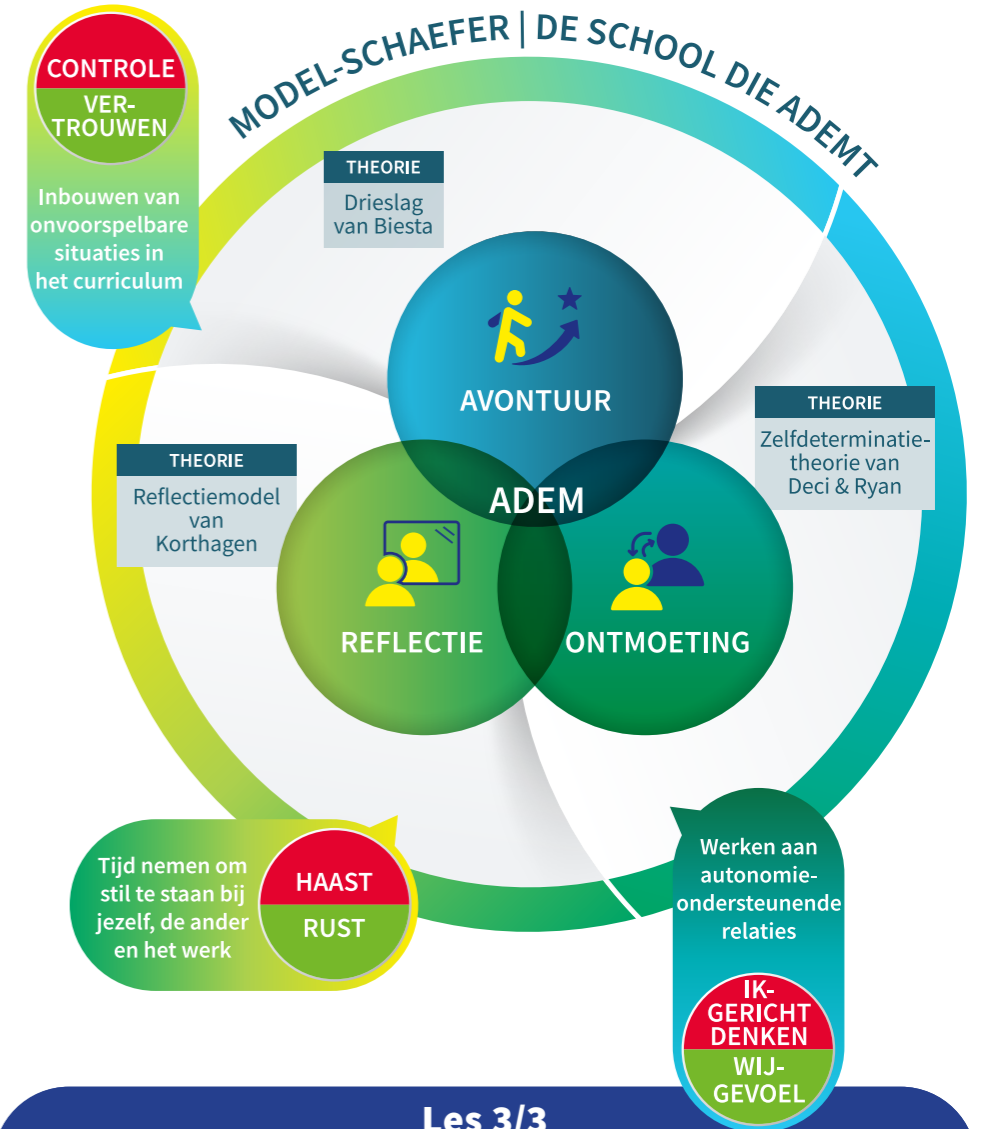 MODEL-SCHAEFER | DE SCHOOL DIE ADEMT
CONTROLE
VER-
TROUWEN
Inbouwen van
onvoorspelbare
situaties in
het curriculum
THEORIE
Drieslag
van Biesta
AVONTUUR
THEORIE
Zelfdeterminatie-
theorie van
Deci & Ryan
THEORIE
Reflectiemodel
van
Korthagen
ADEM
REFLECTIE
ONTMOETING
Tijd nemen om
stil te staan bij
jezelf, de ander
en het werk
HAAST
RUST
Werken aan
autonomie-
ondersteunende
relaties
IK-
GERICHT
DENKEN
WIJ-
GEVOEL
Les 3/3